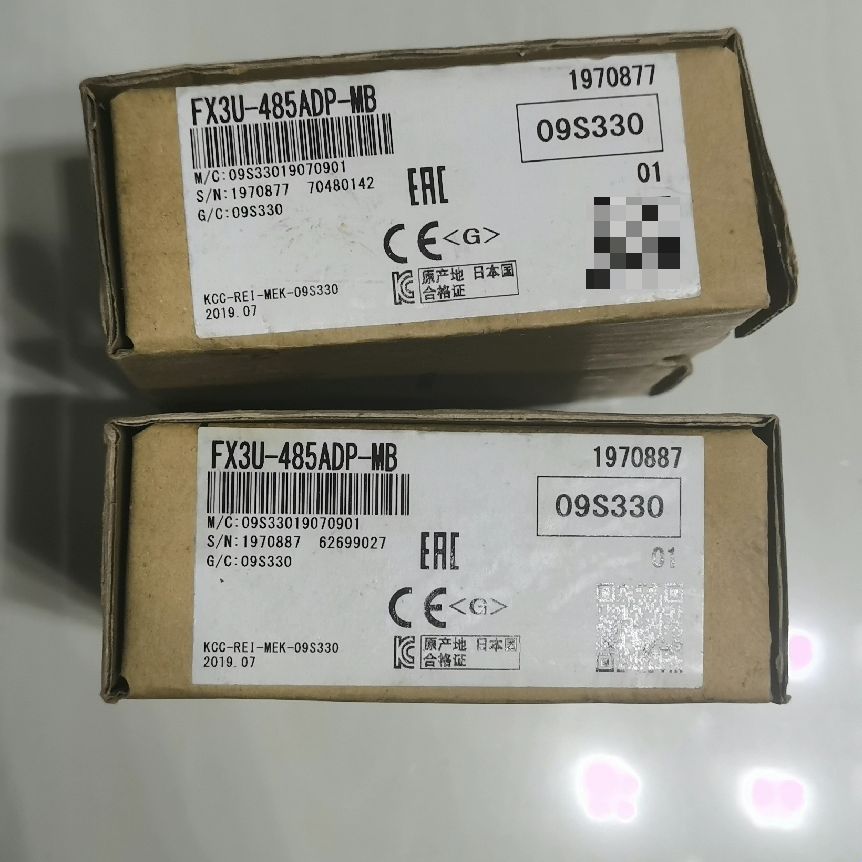 FX3U-485ADP-MB
1970877
09S330
M/C:09S33019070901
S/N:1970877 70480142
G/C:09S330
EAC
01
CE<G>
KC
原产地 日本国
合格证
KCC-REI-MEK-09S330
2019.07
FX3U-485ADP-MB
1970887
09S330
M/C:09S33019070901
S/N:1970887 62699027
G/C:09S330
EAC
01
CE<G>
KC
原产地 日本国
合格证
KCC-REI-MEK-09S330
2019.07